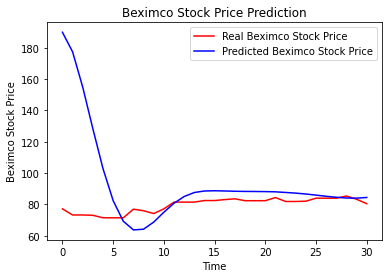 Beximco Stock Price Prediction
Real Beximco Stock Price
Predicted Beximco Stock Price
Beximco Stock Price
180
160
140
120
100
80
60
0 5 10 15 20 25 30
Time